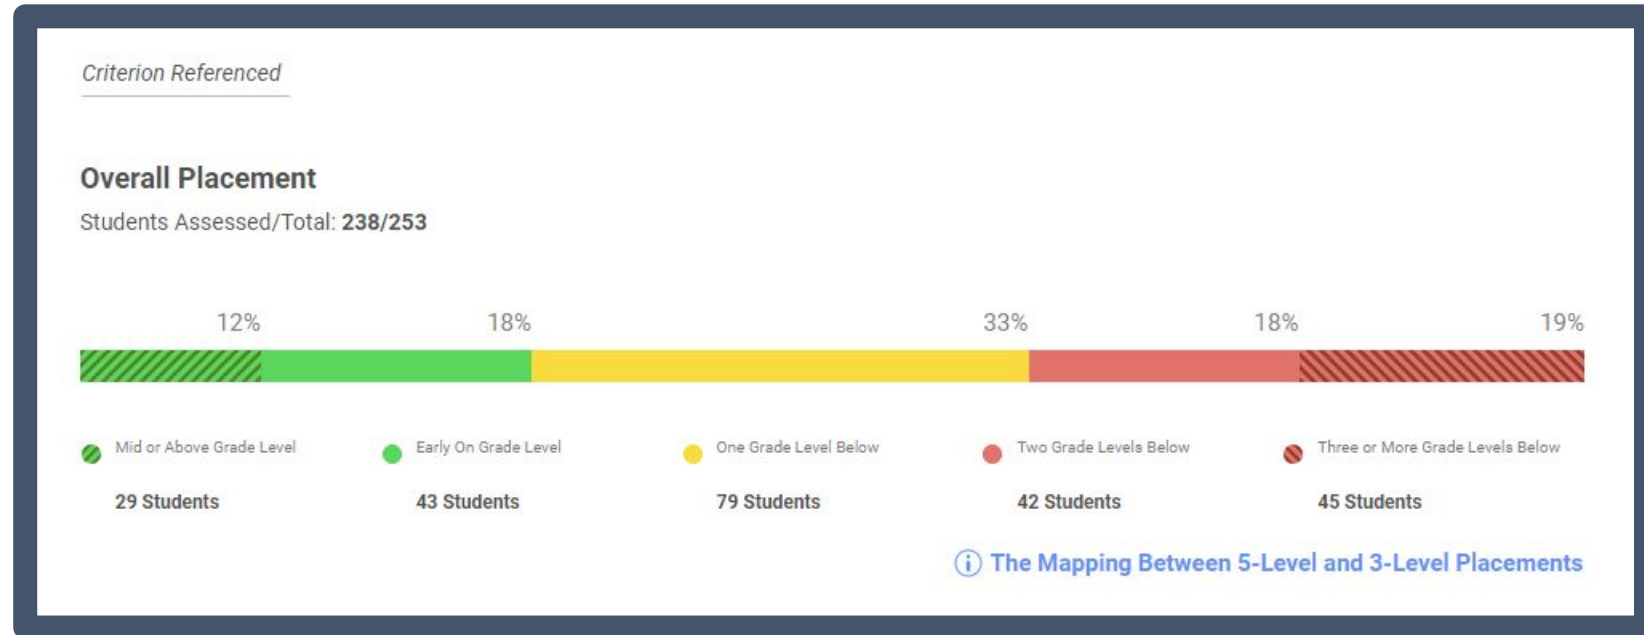 Criterion Referenced
Overall Placement
Students Assessed/Total: 238/253
12% 18% 33% 18% 19%
Mid or Above Grade Level Early On Grade Level One Grade Level Below Two Grade Levels Below Three or More Grade Levels Below
29 Students 43 Students 79 Students 42 Students 45 Students
The Mapping Between 5-Level and 3-Level Placements